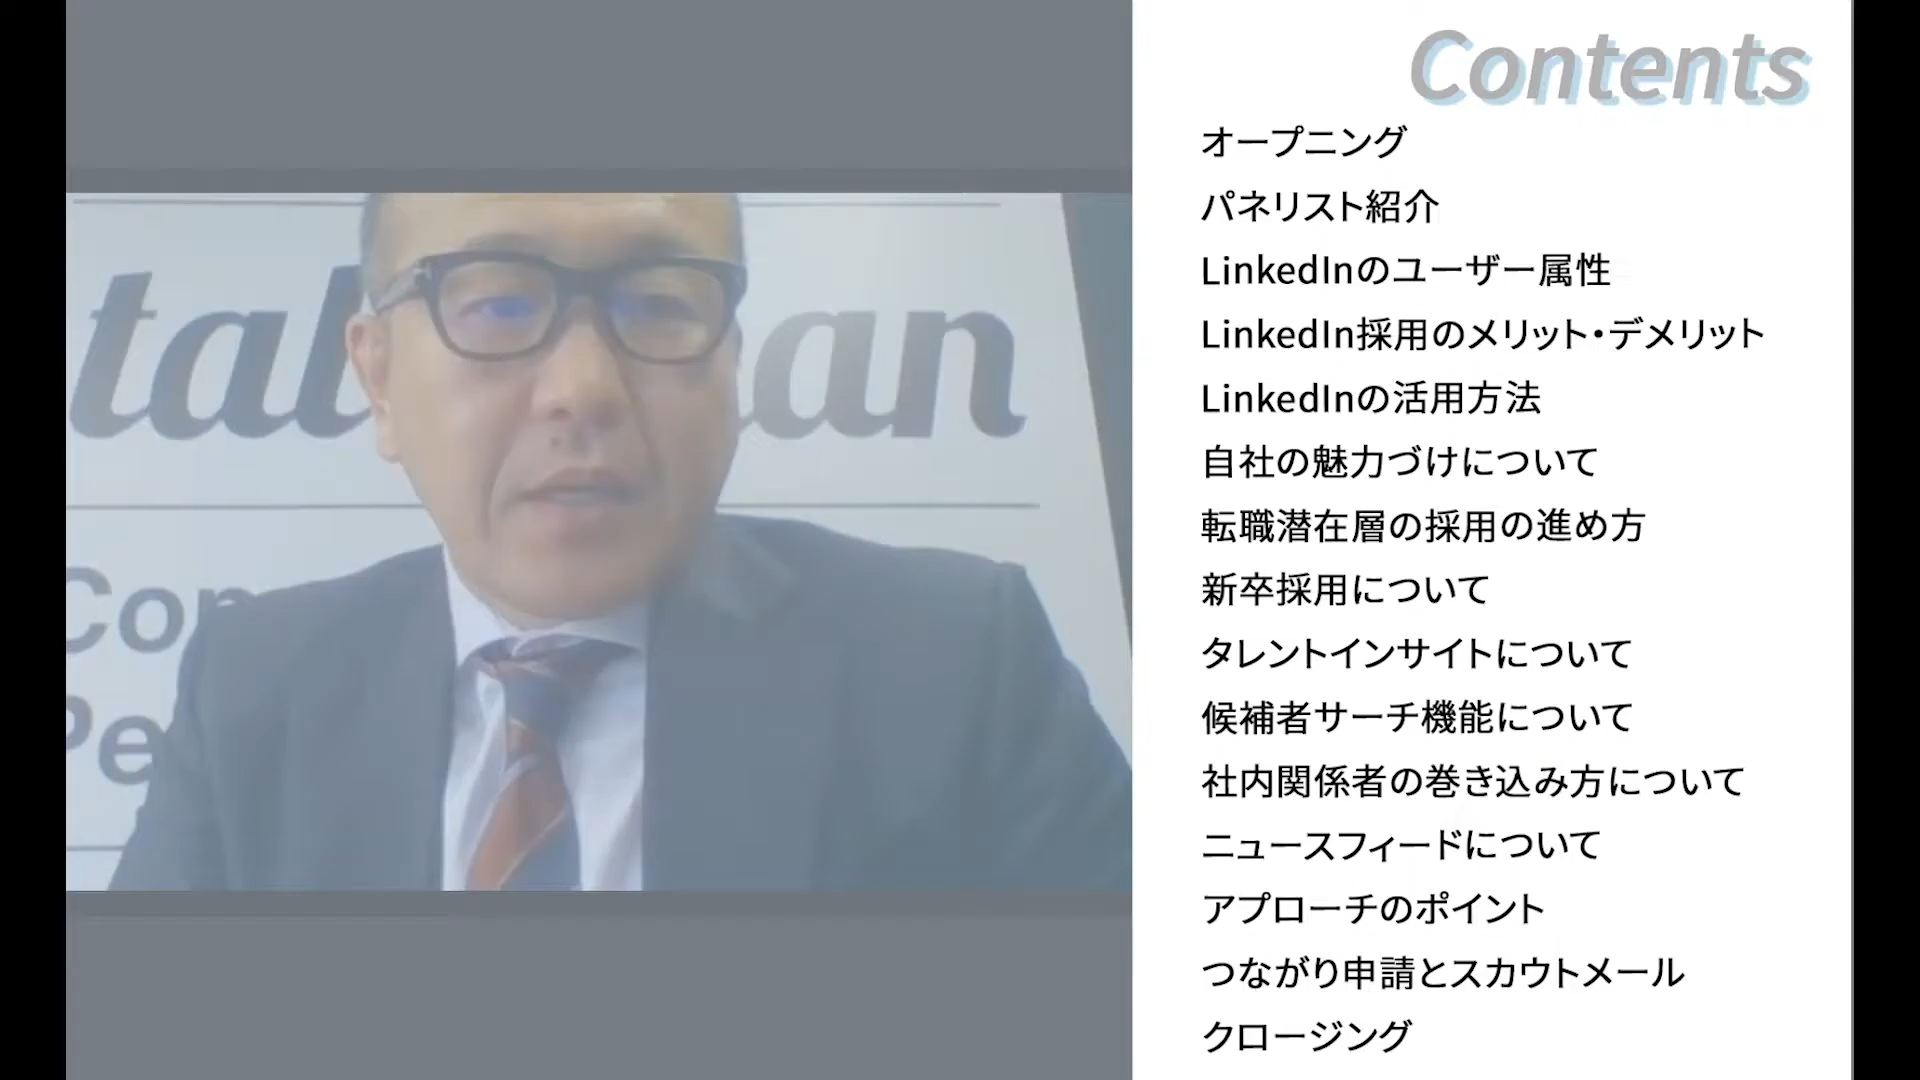 Contents
オープニング
パネリスト紹介
LinkedInのユーザー属性
LinkedIn採用のメリット・デメリット
LinkedInの活用方法
自社の魅力づけについて
転職潜在層の採用の進め方
新卒採用について
タレントインサイトについて
候補者サーチ機能について
社内関係者の巻き込み方について
ニュースフィードについて
アプローチのポイント
つながり申請とスカウトメール
クロージング